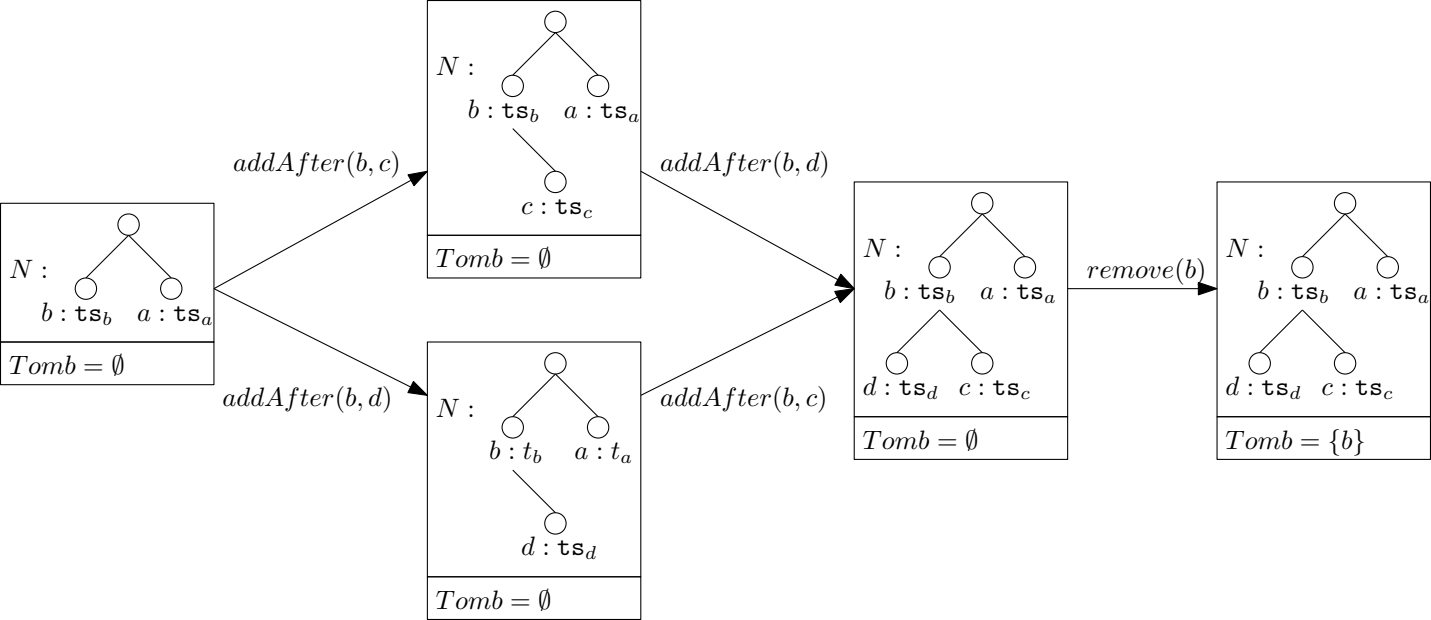 N :
b : ts_b a : ts_a
Tomb = ∅
addAfter(b, c)
addAfter(b, d)
N :
b : ts_b a : ts_a
c : ts_c
Tomb = ∅
N :
b : t_b a : t_a
d : ts_d
Tomb = ∅
addAfter(b, d)
addAfter(b, c)
N :
b : ts_b a : ts_a
d : ts_d c : ts_c
Tomb = ∅
remove(b)
N :
b : ts_b a : ts_a
d : ts_d c : ts_c
Tomb = {b}